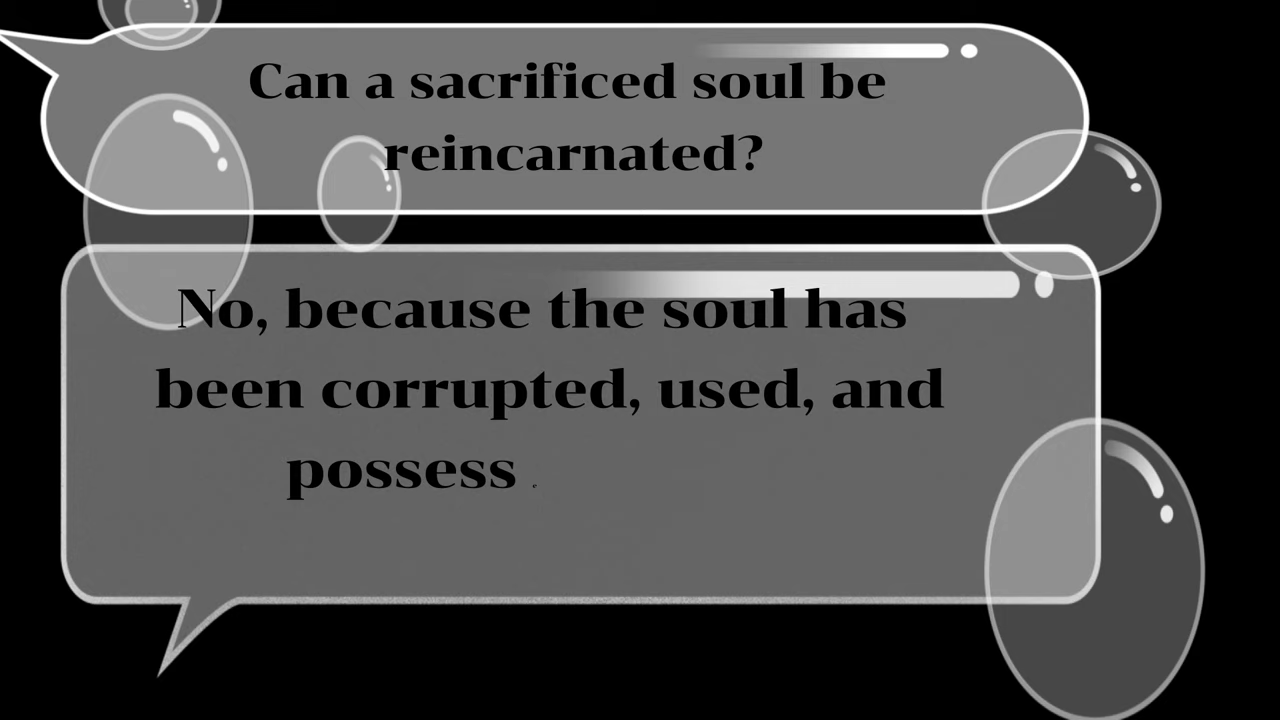 Can a sacrificed soul be
reincarnated?
No, because the soul has
been corrupted, used, and
possess .